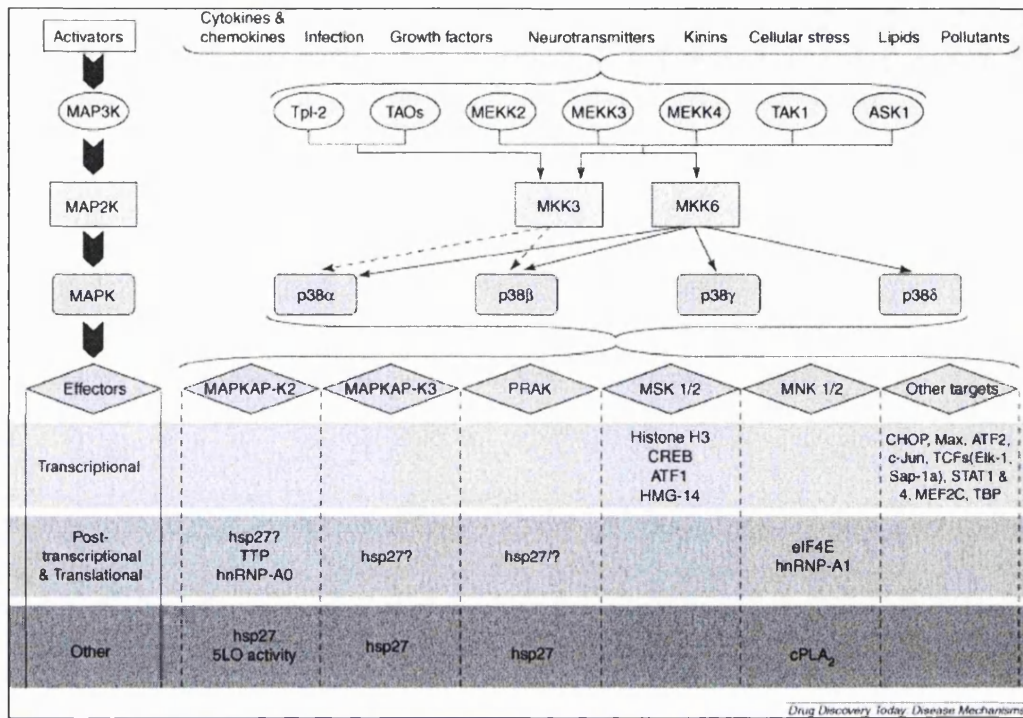 Activators
Cytokines &
chemokines Infection Growth factors Neurotransmitters Kinins Cellular stress Lipids Pollutants
MAP3K
Tpl-2 TAOs MEKK2 MEKK3 MEKK4 TAK1 ASK1
MAP2K
MKK3 MKK6
MAPK
p38α p38β p38γ p38δ
Effectors MAPKAP-K2 MAPKAP-K3 PRAK MSK 1/2 MNK 1/2 Other targets
Transcriptional
Histone H3
CREB
ATF1
HMG-14
CHOP, Max, ATF2,
c-Jun, TCFs(Elk-1,
Sap-1a), STAT1 &
4, MEF2C, TBP
Post-
transcriptional
& Translational
hsp27?
TTP
hnRNP-A0
hsp27?
hsp27/?
eIF4E
hnRNP-A1
Other
hsp27
5LO activity
hsp27
hsp27
cPLA₂
Drug Discovery Today: Disease Mechanisms